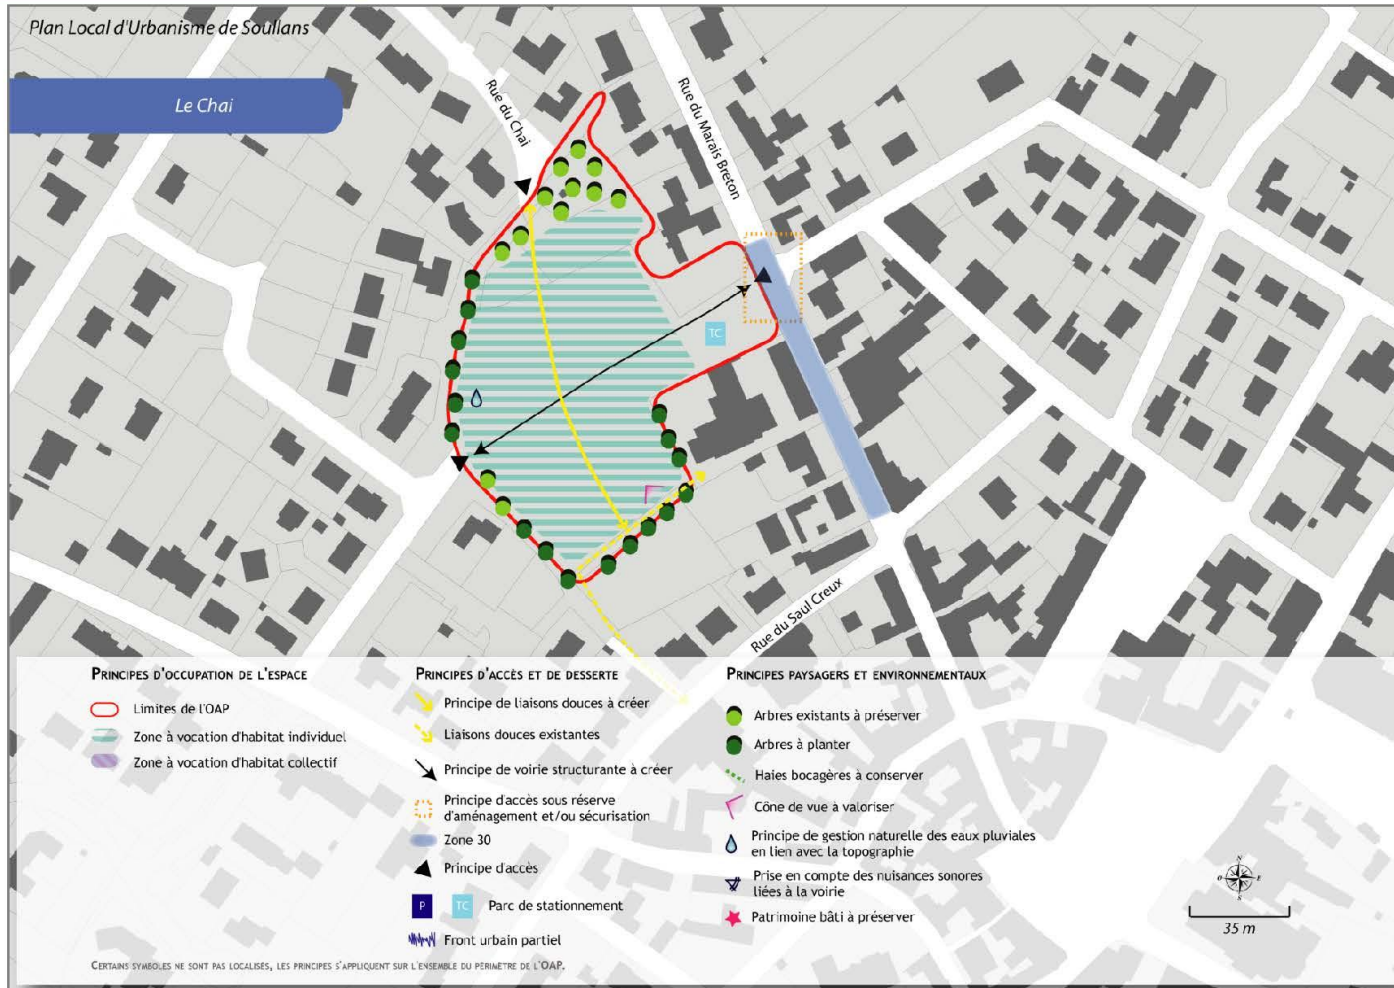 Plan Local d'Urbanisme de Soullans
Le Chai
Rue du Chai
Rue du Marais Breton
TC
Rue du Saul Creux
PRINCIPES D'OCCUPATION DE L'ESPACE
Limites de l'OAP
Zone à vocation d'habitat individuel
Zone à vocation d'habitat collectif
PRINCIPES D'ACCÈS ET DE DESSERTE
Principe de liaisons douces à créer
Liaisons douces existantes
Principe de voirie structurante à créer
Principe d'accès sous réserve
d'aménagement et/ou sécurisation
Zone 30
Principe d'accès
P TC Parc de stationnement
Front urbain partiel
PRINCIPES PAYSAGERS ET ENVIRONNEMENTAUX
Arbres existants à préserver
Arbres à planter
Haies bocagères à conserver
Cône de vue à valoriser
Principe de gestion naturelle des eaux pluviales
en lien avec la topographie
Prise en compte des nuisances sonores
liées à la voirie
Patrimoine bâti à préserver
N
O E
S
35 m
CERTAINS SYMBOLES NE SONT PAS LOCALISÉS, LES PRINCIPES S'APPLIQUENT SUR L'ENSEMBLE DU PÉRIMÈTRE DE L'OAP.